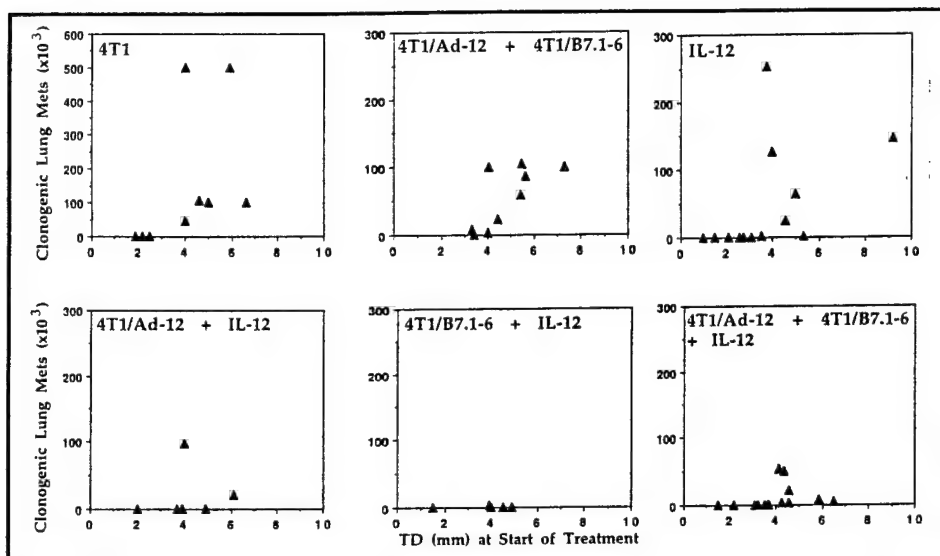 4T1
4T1/Ad-12 + 4T1/B7.1-6
IL-12
Clonogenic Lung Mets (x10³)
600
500
400
300
200
100
0
0 2 4 6 8 10
300
200
100
0
0 2 4 6 8 10
300
200
100
0
0 2 4 6 8 10
4T1/Ad-12 + IL-12
4T1/B7.1-6 + IL-12
4T1/Ad-12 + 4T1/B7.1-6
+ IL-12
Clonogenic Lung Mets (x10³)
300
200
100
0
0 2 4 6 8 10
300
200
100
0
0 2 4 6 8 10
300
200
100
0
0 2 4 6 8 10
TD (mm) at Start of Treatment